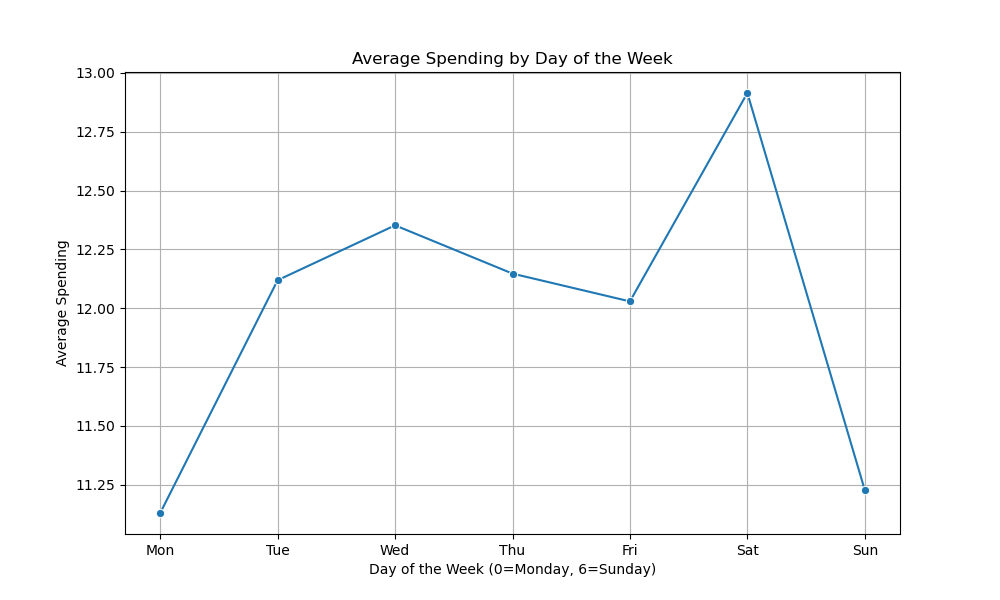 Average Spending by Day of the Week
Average Spending
13.00
12.75
12.50
12.25
12.00
11.75
11.50
11.25
Mon Tue Wed Thu Fri Sat Sun
Day of the Week (0=Monday, 6=Sunday)